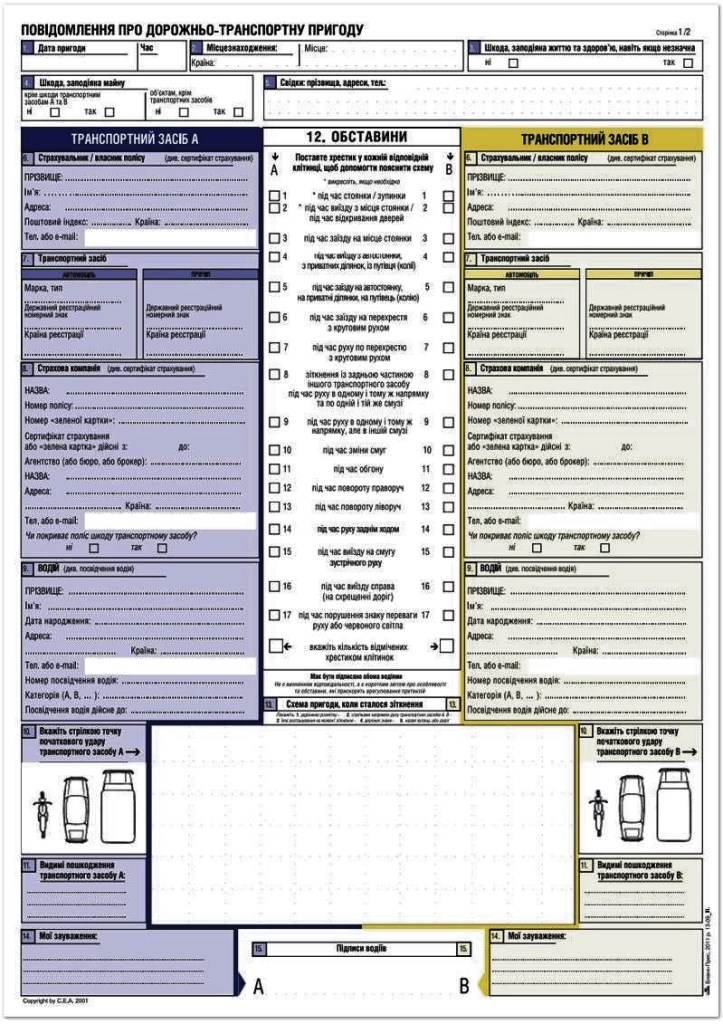 ПОВІДОМЛЕННЯ ПРО ДОРОЖНЬО-ТРАНСПОРТНУ ПРИГОДУ
Сторінка 1/2
1. Дата пригоди
Час
2. Місцезнаходження:
Місце:
Країна:
3. Шкода, заподіяна життю та здоров'ю, навіть якщо незначна
ні так
4. Шкода, заподіяна майну
крім шкоди транспортним
засобам А та В
ні так
об'єктам, крім
транспортних засобів
ні так
5. Свідки: прізвища, адреси, тел.:
ТРАНСПОРТНИЙ ЗАСІБ А
6. Страхувальник / власник полісу (див. сертифікат страхування)
ПРІЗВИЩЕ:
Ім'я:
Адреса:
Поштовий індекс: Країна:
Тел. або e-mail:
7. Транспортний засіб
АВТОМОБІЛЬ
ПРИЧІП
Марка, тип
Державний реєстраційний
номерний знак
Країна реєстрації
Державний реєстраційний
номерний знак
Країна реєстрації
8. Страхова компанія (див. сертифікат страхування)
НАЗВА:
Номер полісу:
Номер «зеленої картки»:
Сертифікат страхування
або «зелена картка» дійсні з: до:
Агентство (або бюро, або брокер):
НАЗВА:
Адреса:
Країна:
Тел, або e-mail:
Чи покриває поліс шкоду транспортному засобу?
ні так
9. ВОДІЙ (див. посвідчення водія)
ПРІЗВИЩЕ:
Ім'я:
Дата народження:
Адреса:
Країна:
Тел. або e-mail:
Номер посвідчення водія:
Категорія (А, В, ... ):
Посвідчення водія дійсне до:
10. Вкажіть стрілкою точку
початкового удару
транспортного засобу А →
11. Видимі пошкодження
транспортного засобу А:
14. Мої зауваження:
12. ОБСТАВИНИ
А В
Поставте хрестик у кожній відповідній
клітинці, щоб допомогти пояснити схему
* викресліть, якщо необхідно
1 * під час стоянки / зупинки 1
2 * під час виїзду з місця стоянки / 2
під час відкривання дверей
3 під час заїзду на місце стоянки 3
4 під час виїзду з автостоянки, 4
з приватних ділянок, із путівця (колії)
5 під час заїзду на автостоянку, 5
на приватні ділянки, на путівець (колію)
6 під час заїзду на перехрестя 6
з круговим рухом
7 під час руху по перехрестю 7
з круговим рухом
8 зіткнення із задньою частиною 8
іншого транспортного засобу
під час руху в одному і тому ж напрямку
та по одній і тій же смузі
9 під час руху в одному і тому ж 9
напрямку, але в іншій смузі
10 під час зміни смуг 10
11 під час обгону 11
12 під час повороту праворуч 12
13 під час повороту ліворуч 13
14 під час руху заднім ходом 14
15 під час виїзду на смугу 15
зустрічного руху
16 під час виїзду справа 16
(на схрещенні доріг)
17 під час порушення знаку переваги 17
руху або червоного світла
← вкажіть кількість відмічених →
хрестиком клітинок
Має бути підписано обома водіями
Не є визнанням відповідальності, а є коротким звітом про особливості
та обставини, які прискорять врегулювання претензій
13. Схема пригоди, коли сталося зіткнення 13.
15. Підписи водіїв 15.
А В
ТРАНСПОРТНИЙ ЗАСІБ В
6. Страхувальник / власник полісу (див. сертифікат страхування)
ПРІЗВИЩЕ:
Ім'я:
Адреса:
Поштовий індекс: Країна:
Тел. або e-mail:
7. Транспортний засіб
АВТОМОБІЛЬ
ПРИЧІП
Марка, тип
Державний реєстраційний
номерний знак
Країна реєстрації
Державний реєстраційний
номерний знак
Країна реєстрації
8. Страхова компанія (див. сертифікат страхування)
НАЗВА:
Номер полісу:
Номер «зеленої картки»:
Сертифікат страхування
або «зелена картка» дійсні з: до:
Агентство (або бюро, або брокер):
НАЗВА:
Адреса:
Країна:
Тел, або e-mail:
Чи покриває поліс шкоду транспортному засобу?
ні так
9. ВОДІЙ (див. посвідчення водія)
ПРІЗВИЩЕ:
Ім'я:
Дата народження:
Адреса:
Країна:
Тел. або e-mail:
Номер посвідчення водія:
Категорія (А, В, ... ):
Посвідчення водія дійсне до:
10. Вкажіть стрілкою точку
початкового удару
транспортного засобу В →
11. Видимі пошкодження
транспортного засобу В:
14. Мої зауваження:
Copyright by C.E.A. 2001